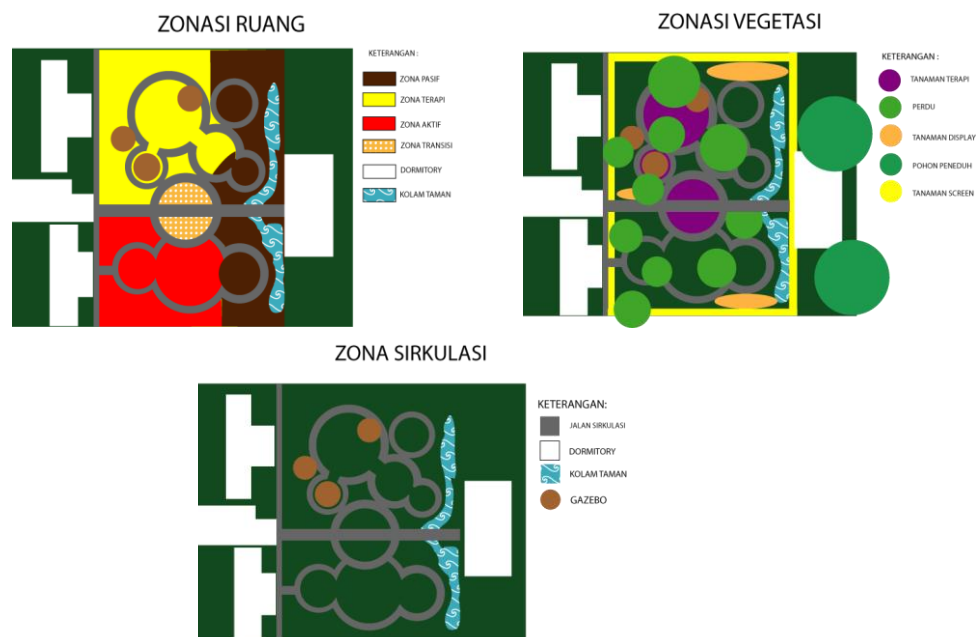 ZONASI RUANG
KETERANGAN :
ZONA PASIF
ZONA TERAPI
ZONA AKTIF
ZONA TRANSISI
DORMITORY
KOLAM TAMAN
ZONASI VEGETASI
KETERANGAN :
TANAMAN TERAPI
PERDU
TANAMAN DISPLAY
POHON PENEDUH
TANAMAN SCREEN
ZONA SIRKULASI
KETERANGAN:
JALAN SIRKULASI
DORMITORY
KOLAM TAMAN
GAZEBO